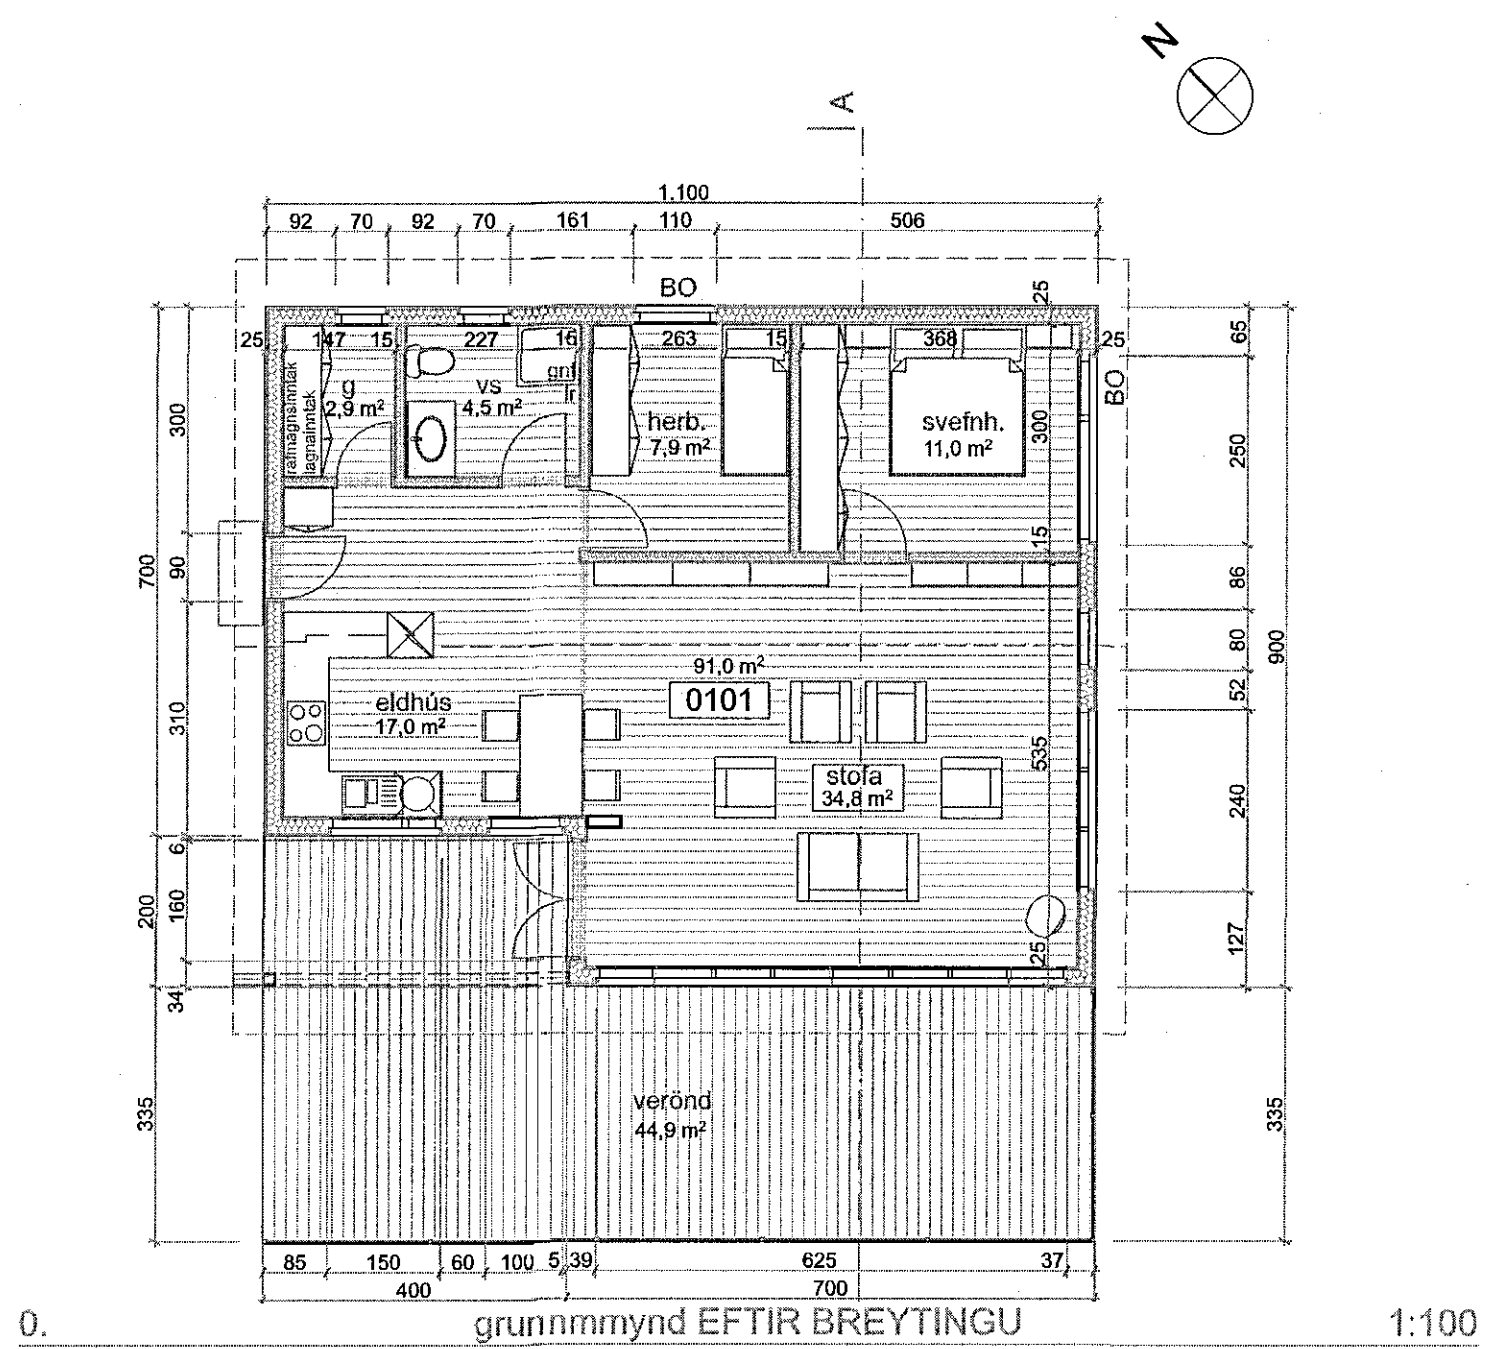 N
A
1.100
92 70 92 70 161 110 506
BO
25
25 147 15 227 15 263 15 368 25
65
BO
rafmagnsinntak
lagnainntak
g
2,9 m²
vs
4,5 m²
gnf
lr
herb.
7,9 m²
svefnh.
11,0 m²
300
300
250
15
700
90
86
80
900
91,0 m²
0101
52
eldhús
17,0 m²
310
535
stofa
34,8 m²
240
6
200
160
127
25
34
verönd
44,9 m²
335
335
85 150 60 100 5 39 625 37
400 700
0. grunnmmynd EFTIR BREYTINGU 1:100